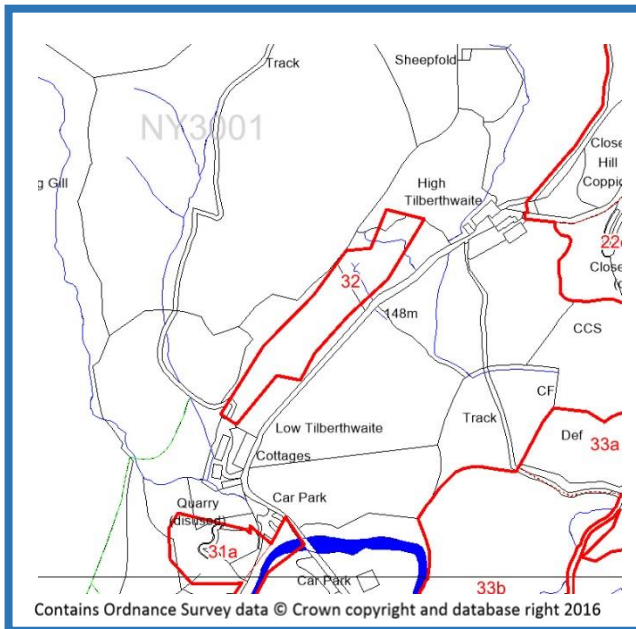 Track
Sheepfold
NY3001
Close
Hill
Coppic
g Gill
High
Tilberthwaite
22c
Close
32
148m
CCS
CF
Track
Def
33a
Low Tilberthwaite
Cottages
Quarry
(disused)
Car Park
31a
Car Park
33b
Contains Ordnance Survey data © Crown copyright and database right 2016